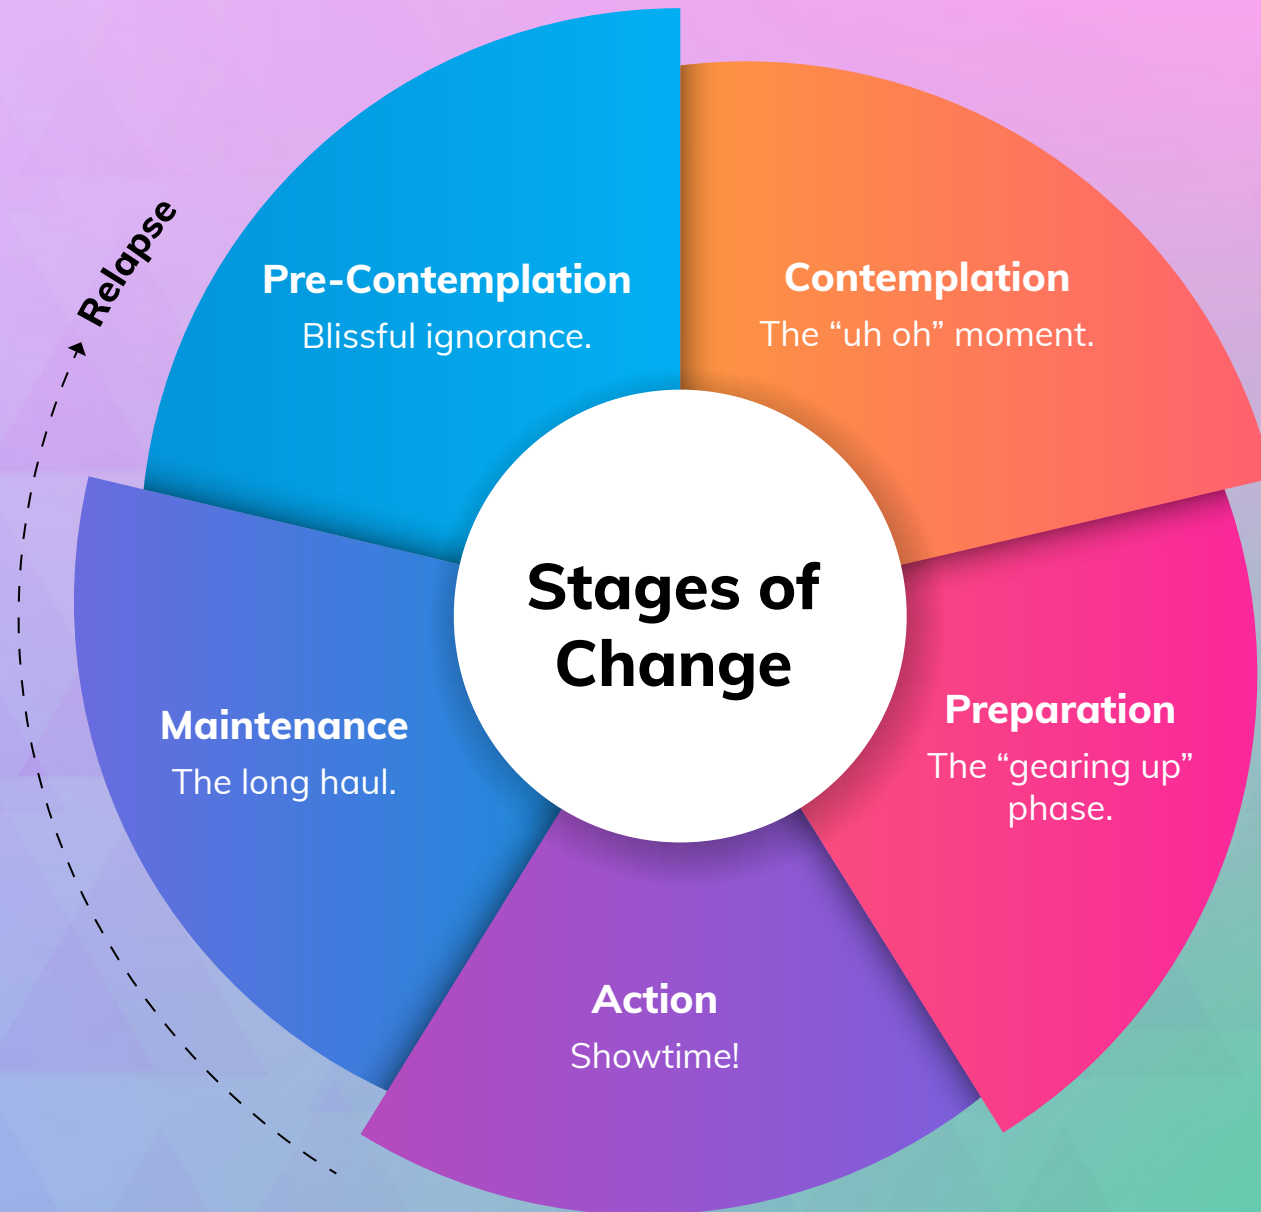 Relapse
Pre-Contemplation
Blissful ignorance.
Contemplation
The “uh oh” moment.
Stages of
Change
Preparation
The “gearing up”
phase.
Maintenance
The long haul.
Action
Showtime!